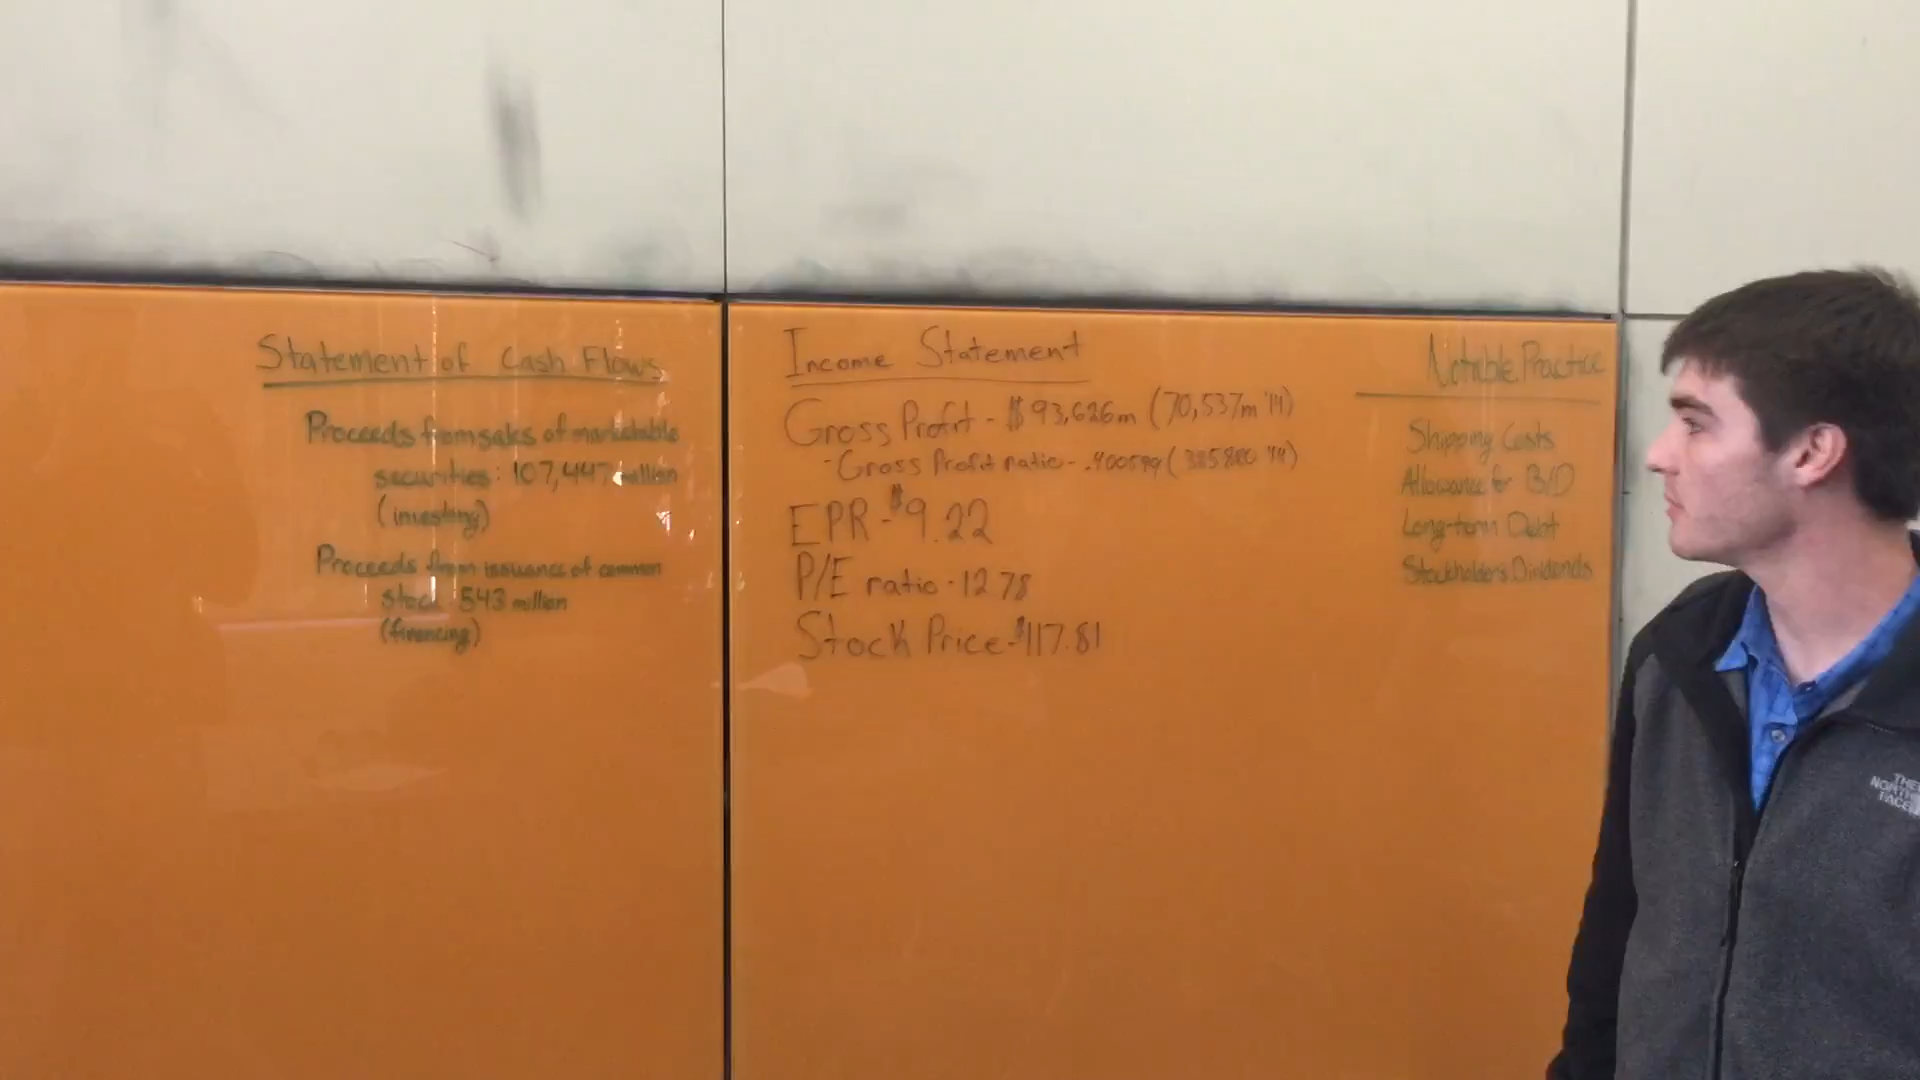 Statement of Cash Flows
Proceeds from sales of marketable
securities: 107,447 million
(investing)
Proceeds from issuance of common
stock 543 million
(financing)
Income Statement
Gross Profit - $93,626m (70,537m '14)
- Gross Profit ratio - .400599 ( 385880 '14)
EPR - $9.22
P/E ratio - 12.78
Stock Price - $117.81
Notable Practice
Shipping Costs
Allowance for B/D
Long-term Debt
Stockholders Dividends
THE
NORTH
FACE